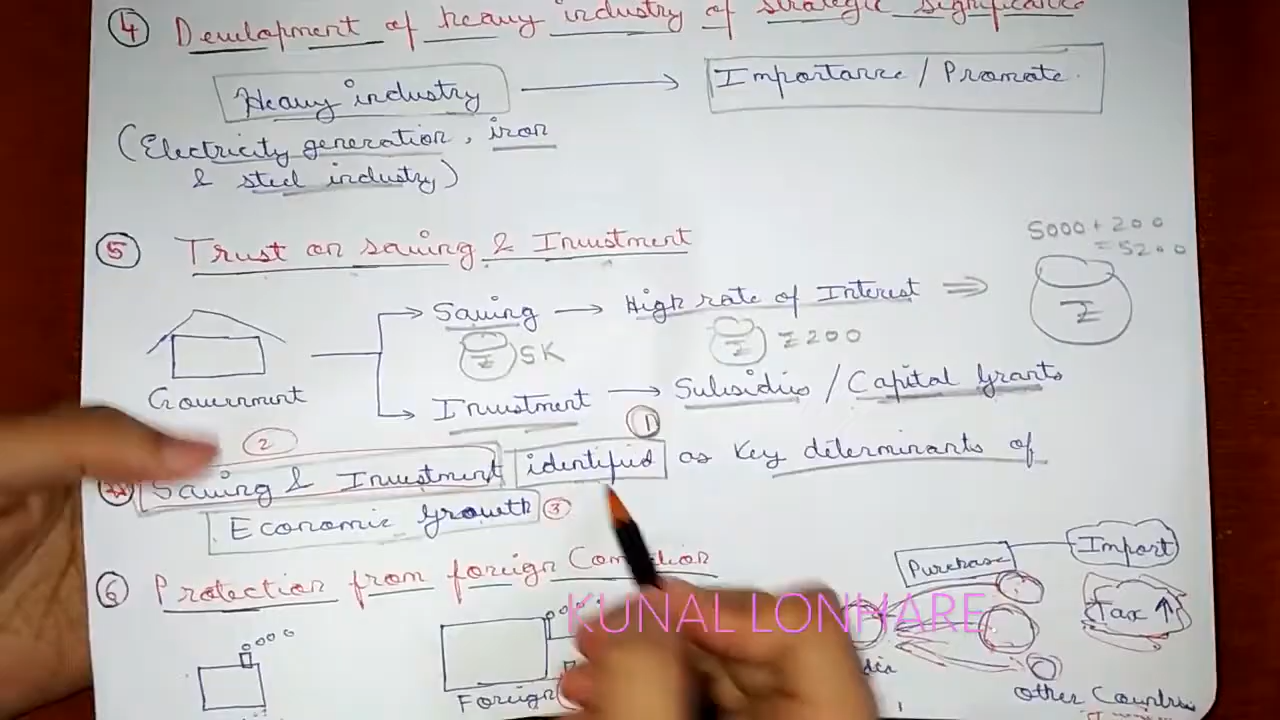 ④ Development of heavy industry of strategic significance
Heavy industry → Importance / Promote.
(Electricity generation, iron
& steel industry)
⑤ Trust on saving & Investment
5000 + 200
= 5200
Saving → High rate of Interest ⇒
₹ 5K
₹ ₹200
₹
Government
Investment → Subsidies / Capital Grants
② ①
Saving & Investment identified as key determinants of
Economic growth ③
⑥ Protection from foreign
Purchase
Import
Tax ↑
KUNAL LONHARE
Foreign
other Countries